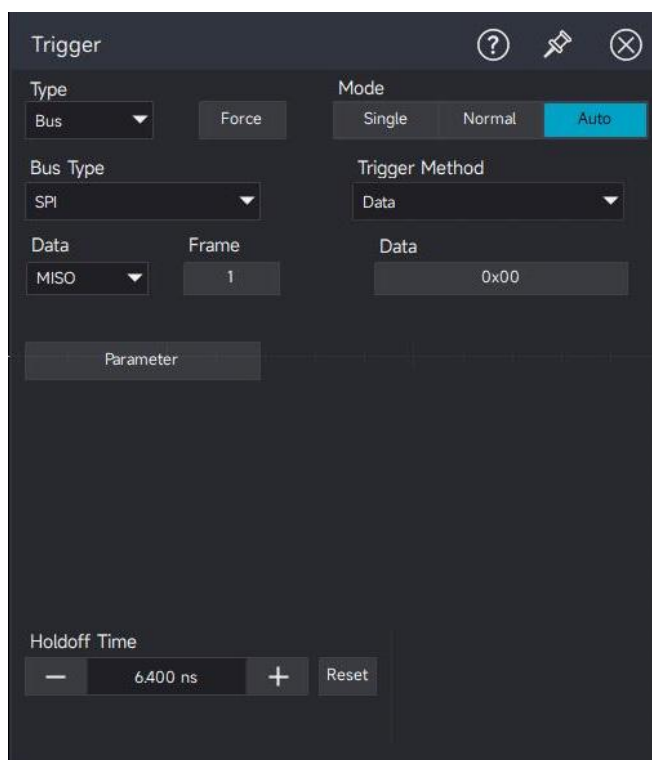 Trigger
Type Mode
Bus Force Single Normal Auto
Bus Type Trigger Method
SPI Data
Data Frame Data
MISO 1 0x00
Parameter
Holdoff Time
6.400 ns Reset